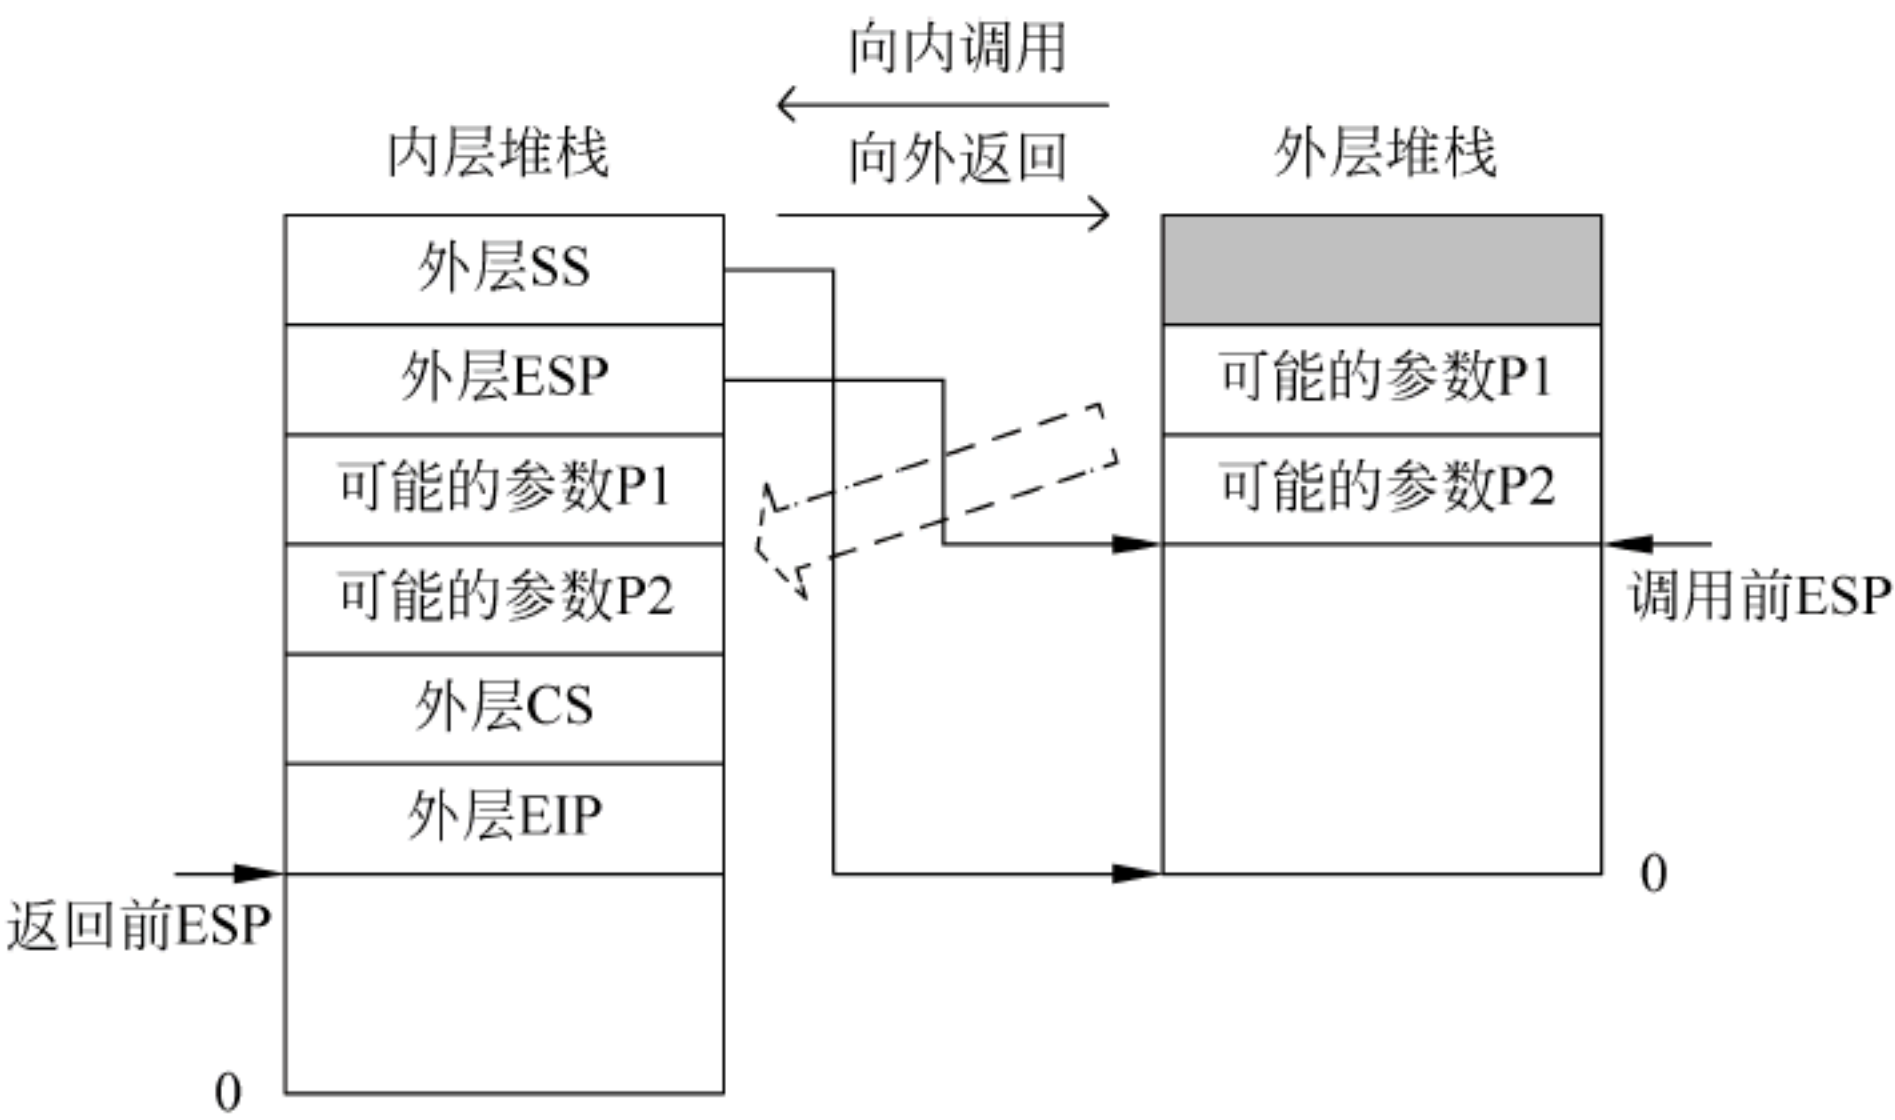 向内调用
向外返回
内层堆栈
外层SS
外层ESP
可能的参数P1
可能的参数P2
外层CS
外层EIP
返回前ESP
0
外层堆栈
可能的参数P1
可能的参数P2
调用前ESP
0